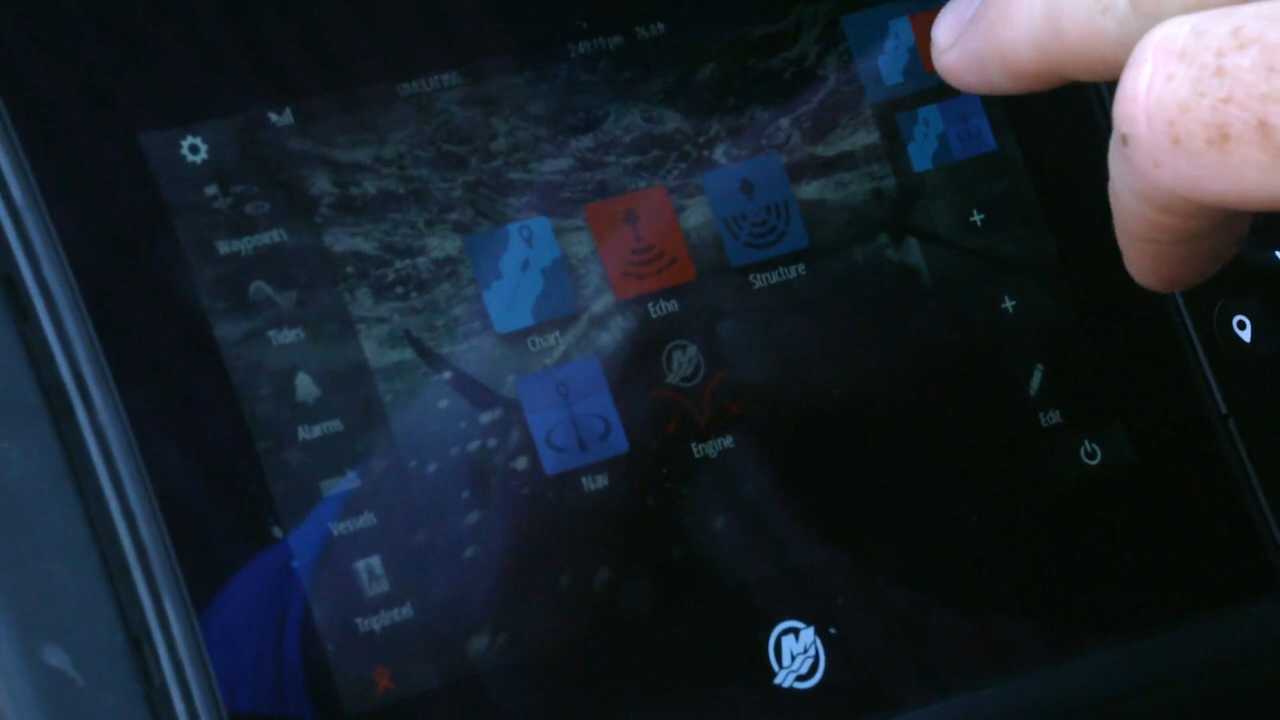 Waypoints
Tides
Alarms
Vessels
TripIntel
Chart
Echo
Structure
Nav
Engine
Edit